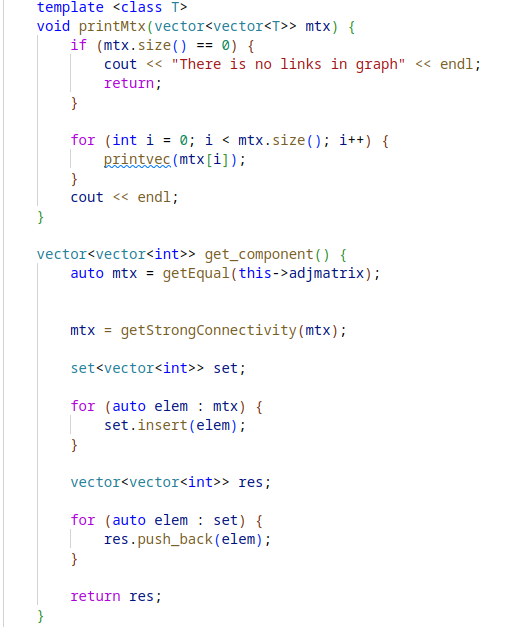 template <class T>
void printMtx(vector<vector<T>> mtx) {
    if (mtx.size() == 0) {
        cout << "There is no links in graph" << endl;
        return;
    }

    for (int i = 0; i < mtx.size(); i++) {
        printvec(mtx[i]);
    }
    cout << endl;
}

vector<vector<int>> get_component() {
    auto mtx = getEqual(this->adjmatrix);


    mtx = getStrongConnectivity(mtx);

    set<vector<int>> set;

    for (auto elem : mtx) {
        set.insert(elem);
    }

    vector<vector<int>> res;

    for (auto elem : set) {
        res.push_back(elem);
    }

    return res;
}